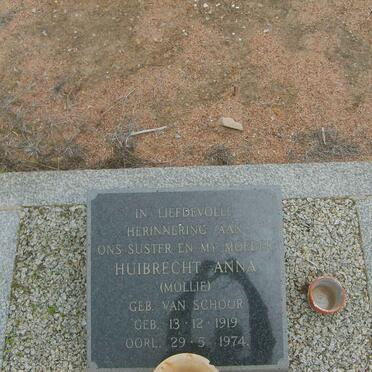 IN LIEFDEVOLLE
HERINNERING AAN
ONS SUSTER EN MY MOEDER
HUIBRECHT ANNA
(MOLLIE)
GEB. VAN SCHOOR
GEB. 13·12·1919
OORL. 29·5·1974.